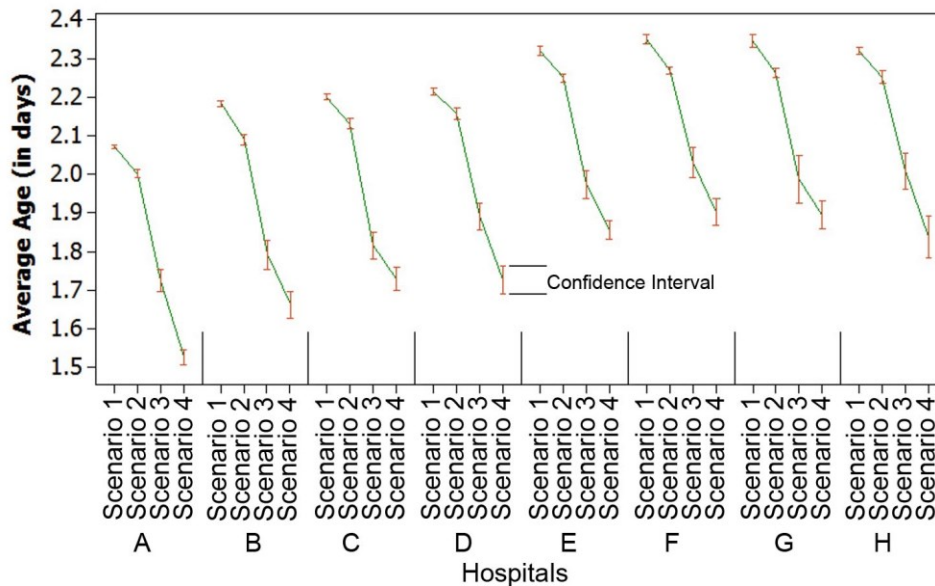 Average Age (in days)
2.4
2.3
2.2
2.1
2.0
1.9
1.8
1.7
1.6
1.5
Confidence Interval
Scenario 1
Scenario 2
Scenario 3
Scenario 4
Scenario 1
Scenario 2
Scenario 3
Scenario 4
Scenario 1
Scenario 2
Scenario 3
Scenario 4
Scenario 1
Scenario 2
Scenario 3
Scenario 4
Scenario 1
Scenario 2
Scenario 3
Scenario 4
Scenario 1
Scenario 2
Scenario 3
Scenario 4
Scenario 1
Scenario 2
Scenario 3
Scenario 4
Scenario 1
Scenario 2
Scenario 3
Scenario 4
A B C D E F G H
Hospitals